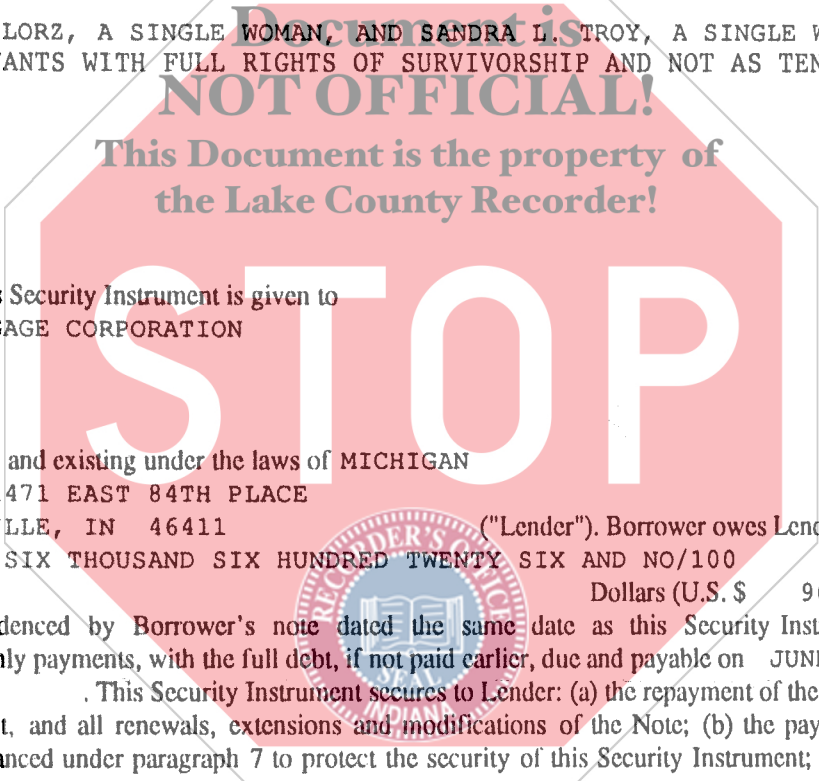 LORZ, A SINGLE WOMAN, AND SANDRA L. TROY, A SINGLE W
ANTS WITH FULL RIGHTS OF SURVIVORSHIP AND NOT AS TEN
Document is
NOT OFFICIAL!
This Document is the property of
the Lake County Recorder!
Security Instrument is given to
GAGE CORPORATION
STOP
and existing under the laws of MICHIGAN
471 EAST 84TH PLACE
LLE, IN 46411 ("Lender"). Borrower owes Lend
SIX THOUSAND SIX HUNDRED TWENTY SIX AND NO/100
Dollars (U.S. $ 9
denced by Borrower's note dated the same date as this Security Inst
ly payments, with the full debt, if not paid earlier, due and payable on JUNE
. This Security Instrument secures to Lender: (a) the repayment of the
t, and all renewals, extensions and modifications of the Note; (b) the pay
anced under paragraph 7 to protect the security of this Security Instrument;
RECORDER'S OFFICE
SEAL
INDIANA